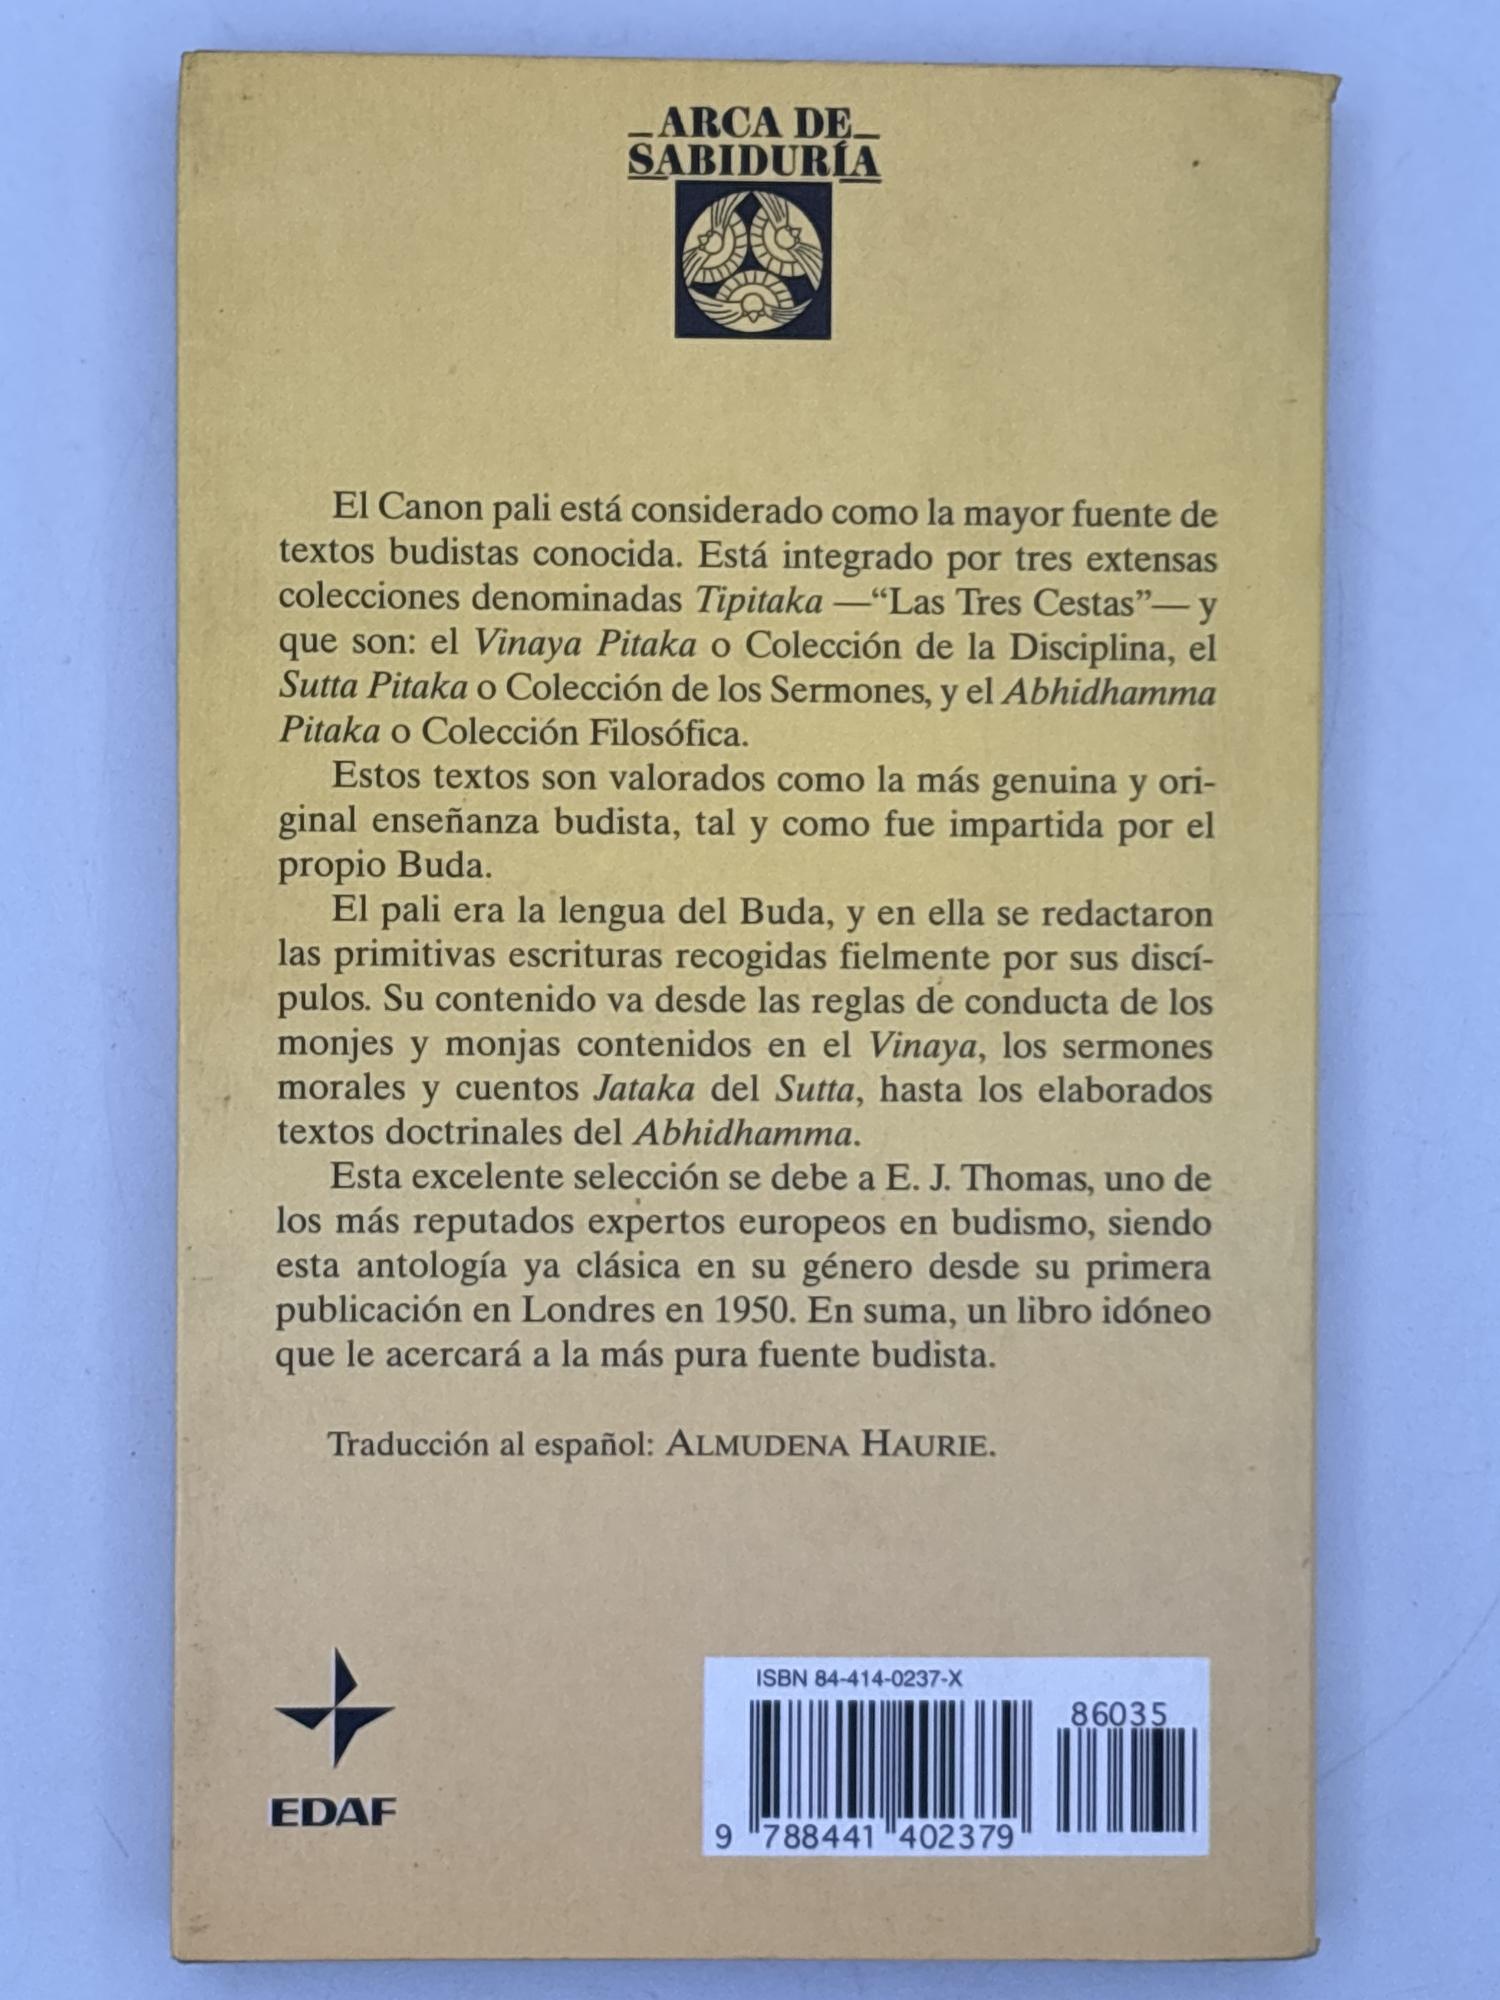 ARCA DE
SABIDURÍA
El Canon pali está considerado como la mayor fuente de
textos budistas conocida. Está integrado por tres extensas
colecciones denominadas Tipitaka —“Las Tres Cestas”— y
que son: el Vinaya Pitaka o Colección de la Disciplina, el
Sutta Pitaka o Colección de los Sermones, y el Abhidhamma
Pitaka o Colección Filosófica.
Estos textos son valorados como la más genuina y ori-
ginal enseñanza budista, tal y como fue impartida por el
propio Buda.
El pali era la lengua del Buda, y en ella se redactaron
las primitivas escrituras recogidas fielmente por sus discí-
pulos. Su contenido va desde las reglas de conducta de los
monjes y monjas contenidos en el Vinaya, los sermones
morales y cuentos Jataka del Sutta, hasta los elaborados
textos doctrinales del Abhidhamma.
Esta excelente selección se debe a E. J. Thomas, uno de
los más reputados expertos europeos en budismo, siendo
esta antología ya clásica en su género desde su primera
publicación en Londres en 1950. En suma, un libro idóneo
que le acercará a la más pura fuente budista.
Traducción al español: ALMUDENA HAURIE.
EDAF
ISBN 84-414-0237-X
86035
9 788441 402379